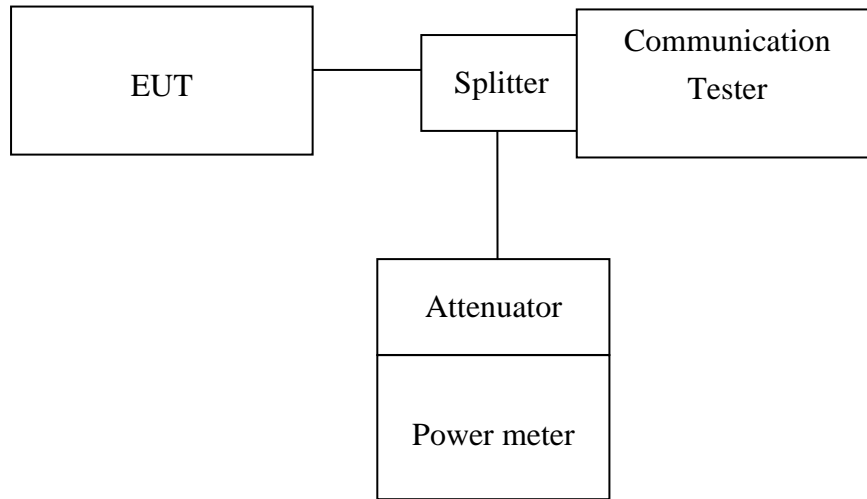 EUT
Splitter
Communication
Tester
Attenuator
Power meter